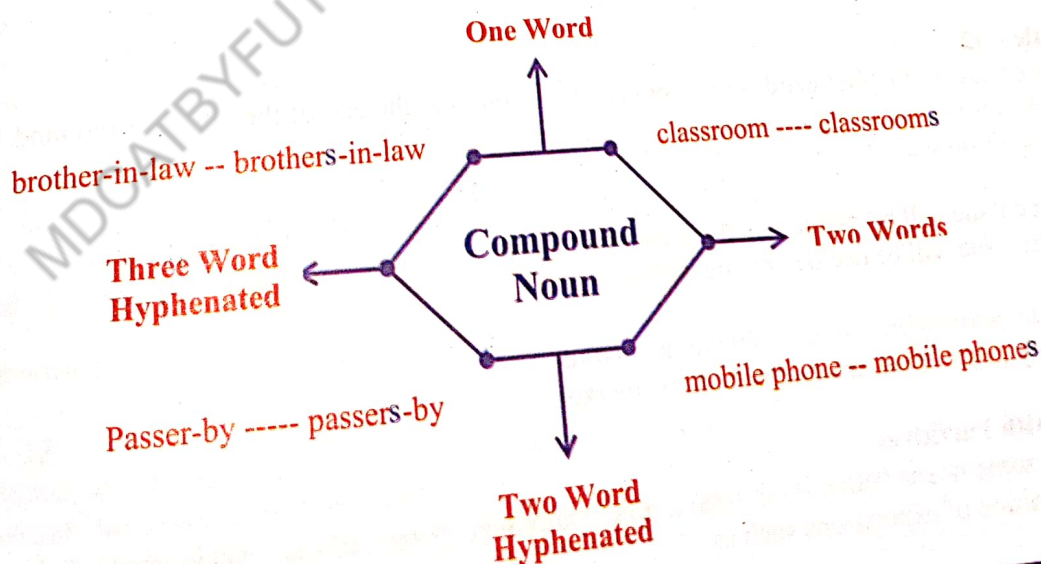 MDCATBYFUT
One Word
classroom ---- classrooms
brother-in-law -- brothers-in-law
Compound
Noun
Two Words
Three Word
Hyphenated
mobile phone -- mobile phones
Passer-by ----- passers-by
Two Word
Hyphenated